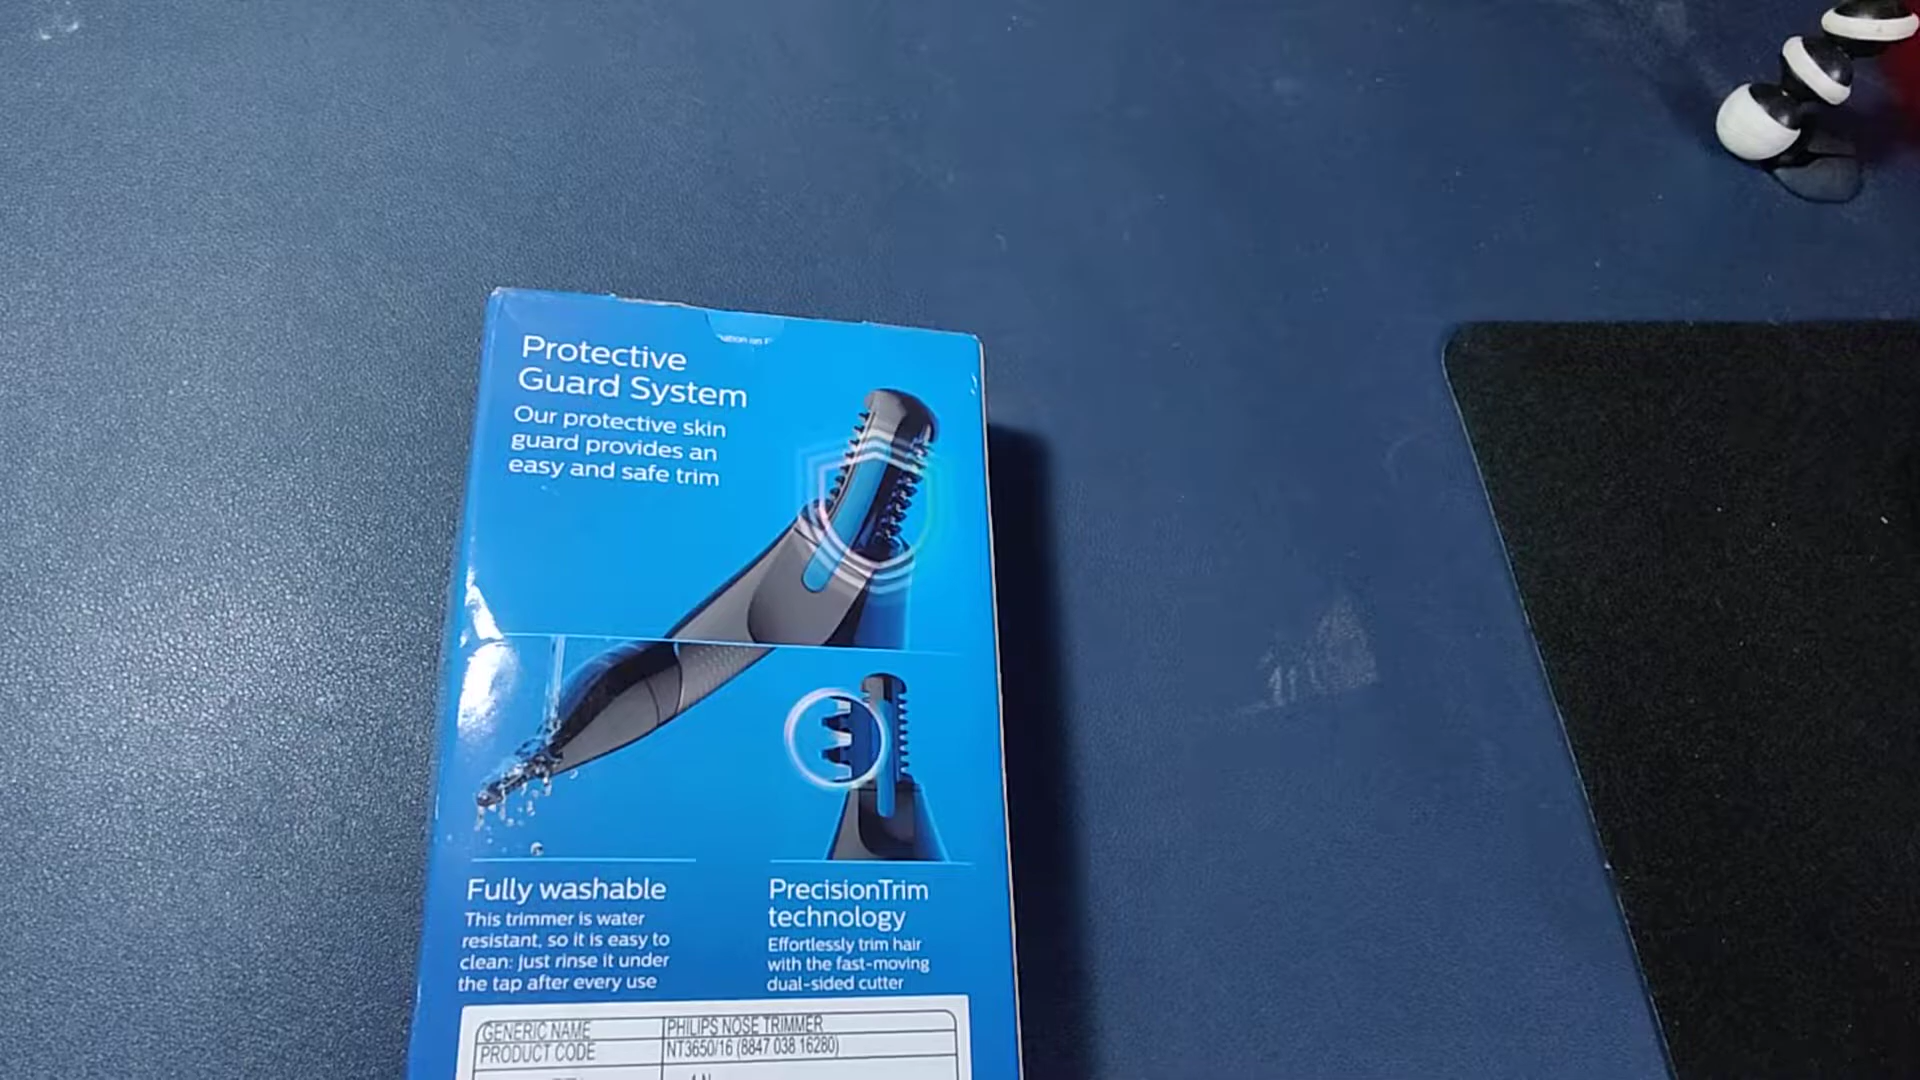 Protective
Guard System
Our protective skin
guard provides an
easy and safe trim
Fully washable
This trimmer is water
resistant, so it is easy to
clean: just rinse it under
the tap after every use
PrecisionTrim
technology
Effortlessly trim hair
with the fast-moving
dual-sided cutter
GENERIC NAME PHILIPS NOSE TRIMMER
PRODUCT CODE NT3650/16 (8847 038 16280)